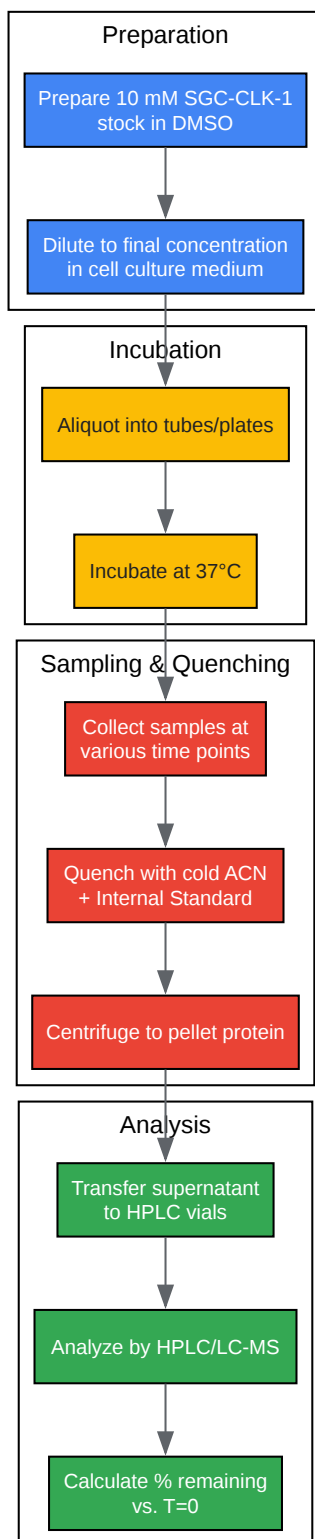 Preparation
Prepare 10 mM SGC-CLK-1
stock in DMSO
Dilute to final concentration
in cell culture medium
Incubation
Aliquot into tubes/plates
Incubate at 37°C
Sampling & Quenching
Collect samples at
various time points
Quench with cold ACN
+ Internal Standard
Centrifuge to pellet protein
Analysis
Transfer supernatant
to HPLC vials
Analyze by HPLC/LC-MS
Calculate % remaining
vs. T=0